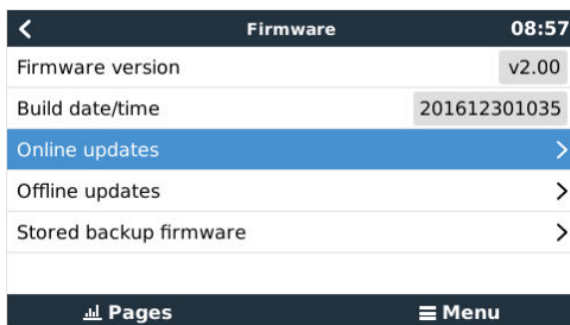 Firmware 08:57
Firmware version v2.00
Build date/time 201612301035
Online updates
Offline updates
Stored backup firmware
Pages Menu